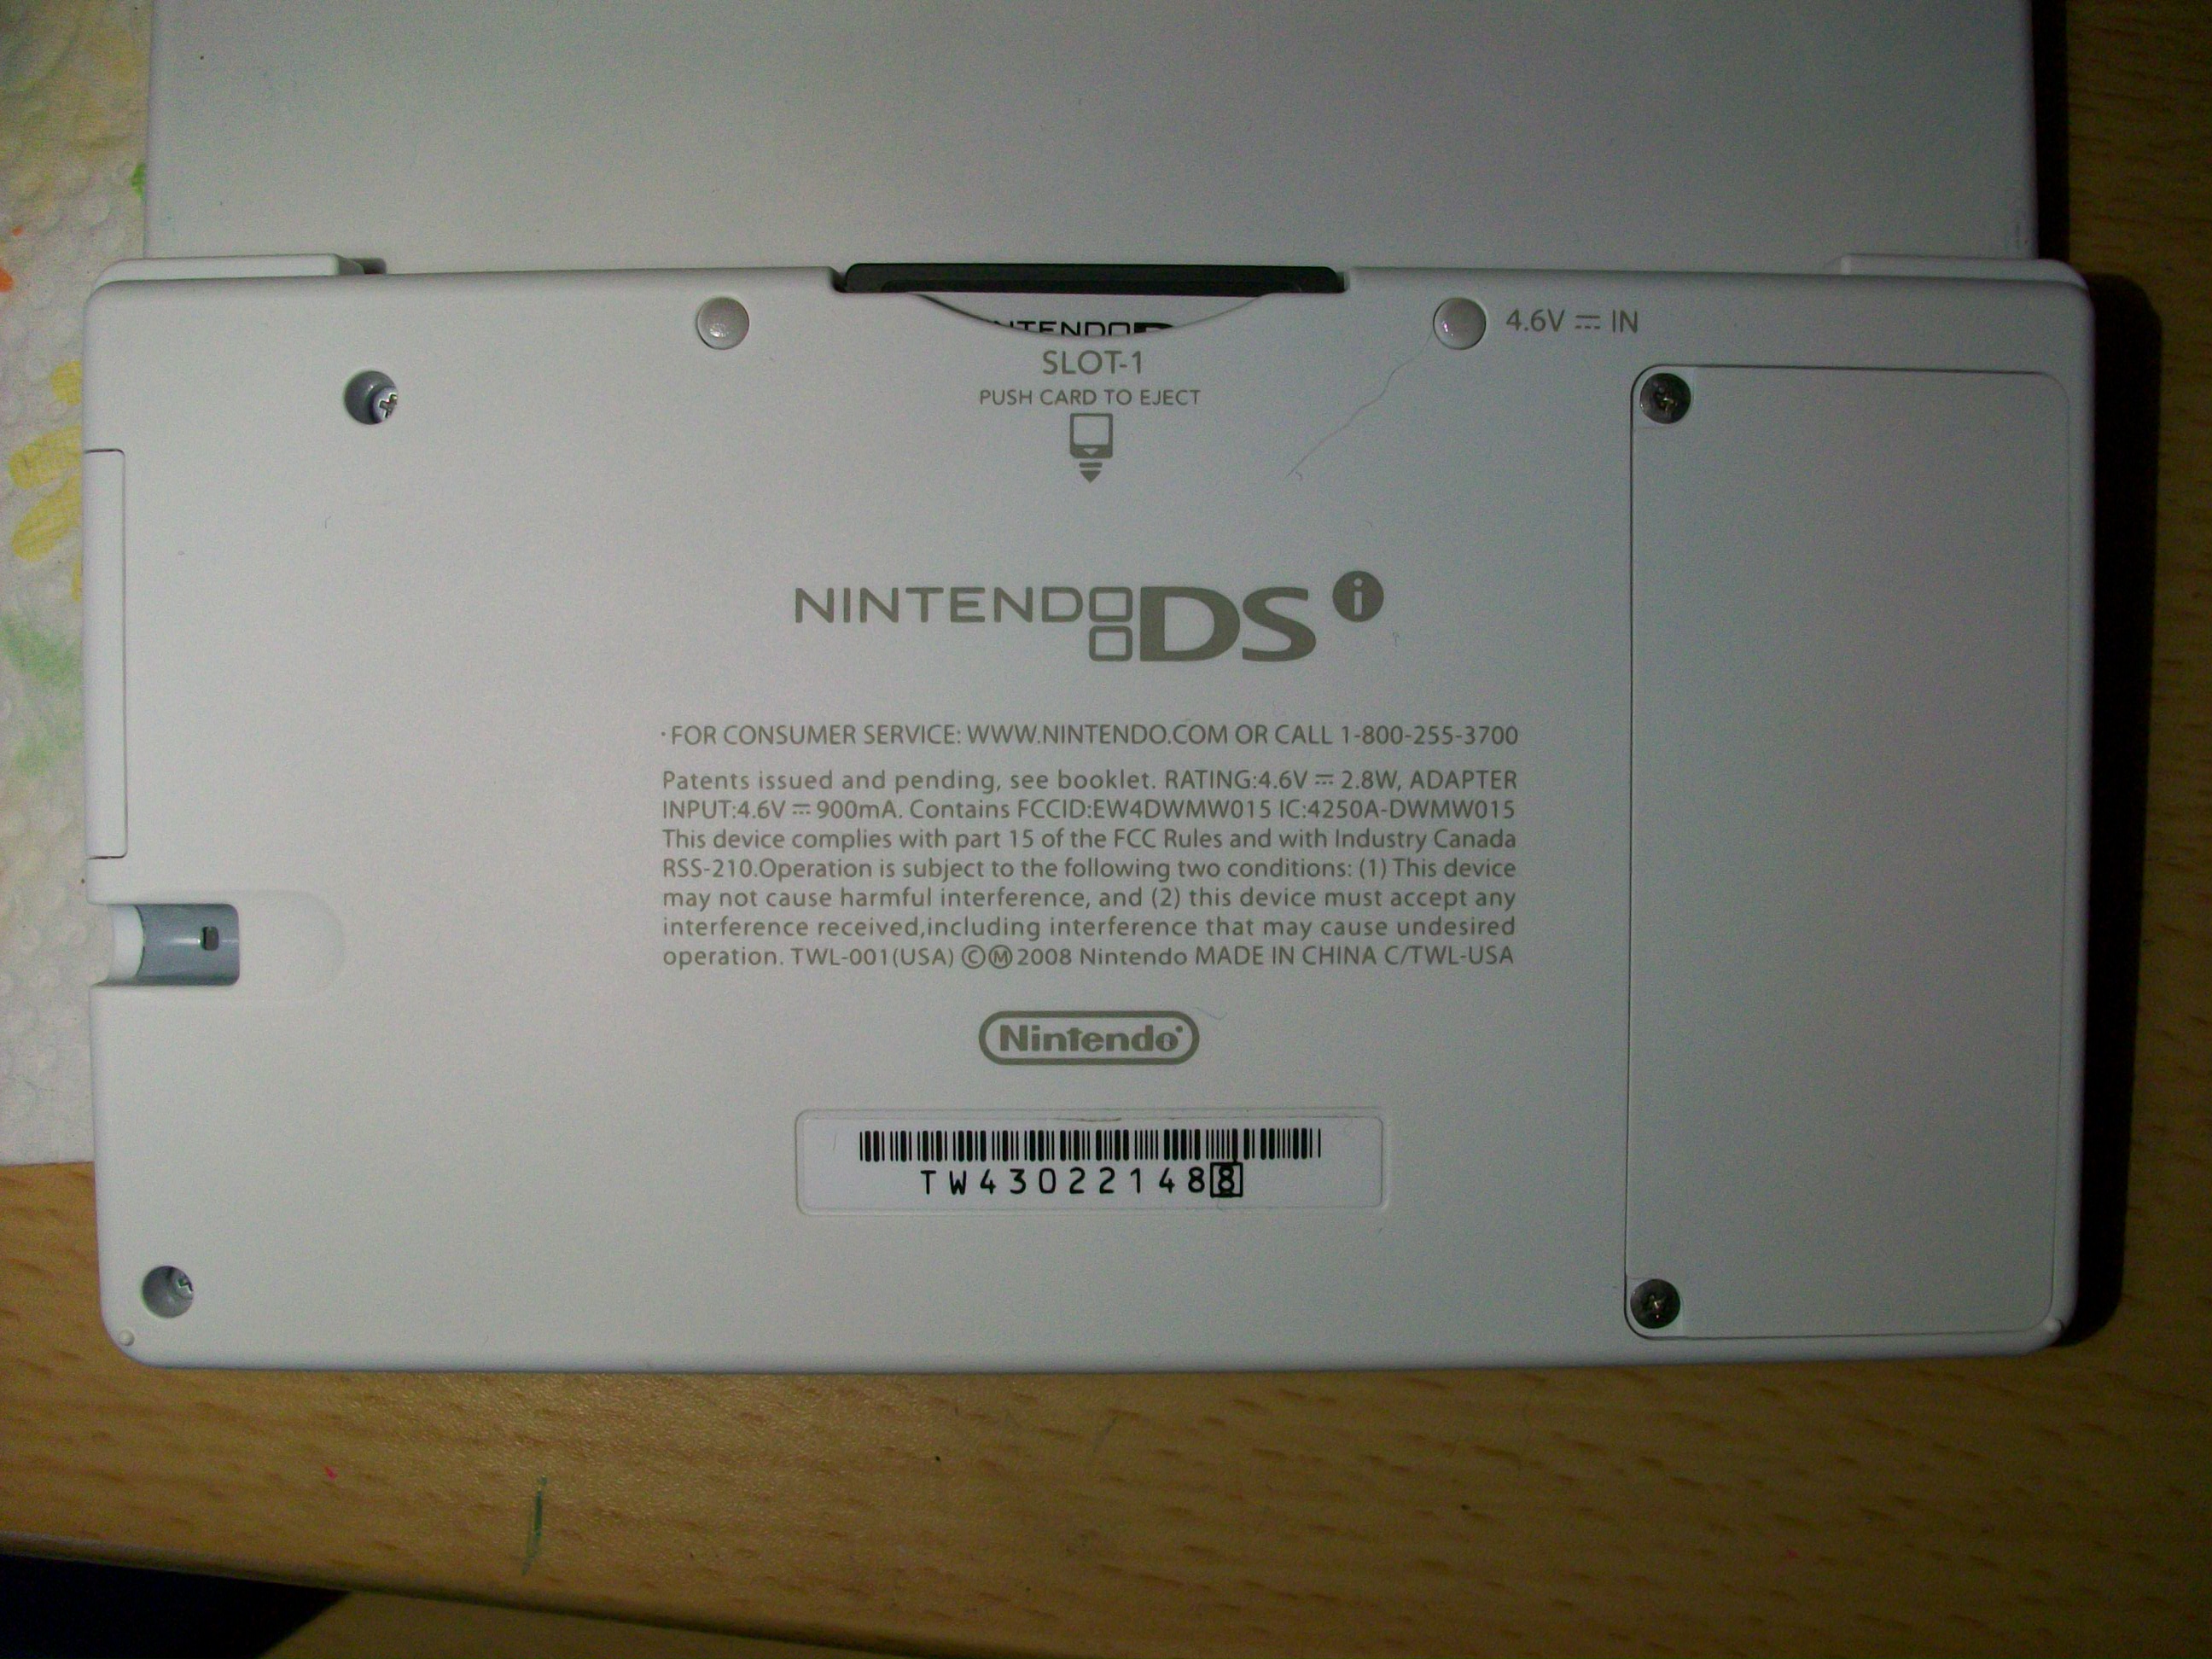 NINTENDO
4.6V ⎓ IN
SLOT-1
PUSH CARD TO EJECT
NINTENDO DS i
·FOR CONSUMER SERVICE: WWW.NINTENDO.COM OR CALL 1-800-255-3700
Patents issued and pending, see booklet. RATING:4.6V ⎓ 2.8W, ADAPTER
INPUT:4.6V ⎓ 900mA. Contains FCCID:EW4DWMW015 IC:4250A-DWMW015
This device complies with part 15 of the FCC Rules and with Industry Canada
RSS-210.Operation is subject to the following two conditions: (1) This device
may not cause harmful interference, and (2) this device must accept any
interference received,including interference that may cause undesired
operation. TWL-001(USA) ©Ⓜ2008 Nintendo MADE IN CHINA C/TWL-USA
Nintendo®
TW430221488